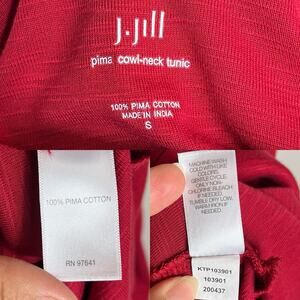 J.Jill
pima cowl-neck tunic
100% PIMA COTTON
MADE IN INDIA
S
100% PIMA COTTON
RN 97641
MACHINE WASH
COLD WITH LIKE
COLORS,
GENTLE CYCLE.
ONLY NON-
CHLORINE BLEACH
IF NEEDED.
TUMBLE DRY LOW.
WARM IRON
IF NEEDED.
KTP103901
103901
200437